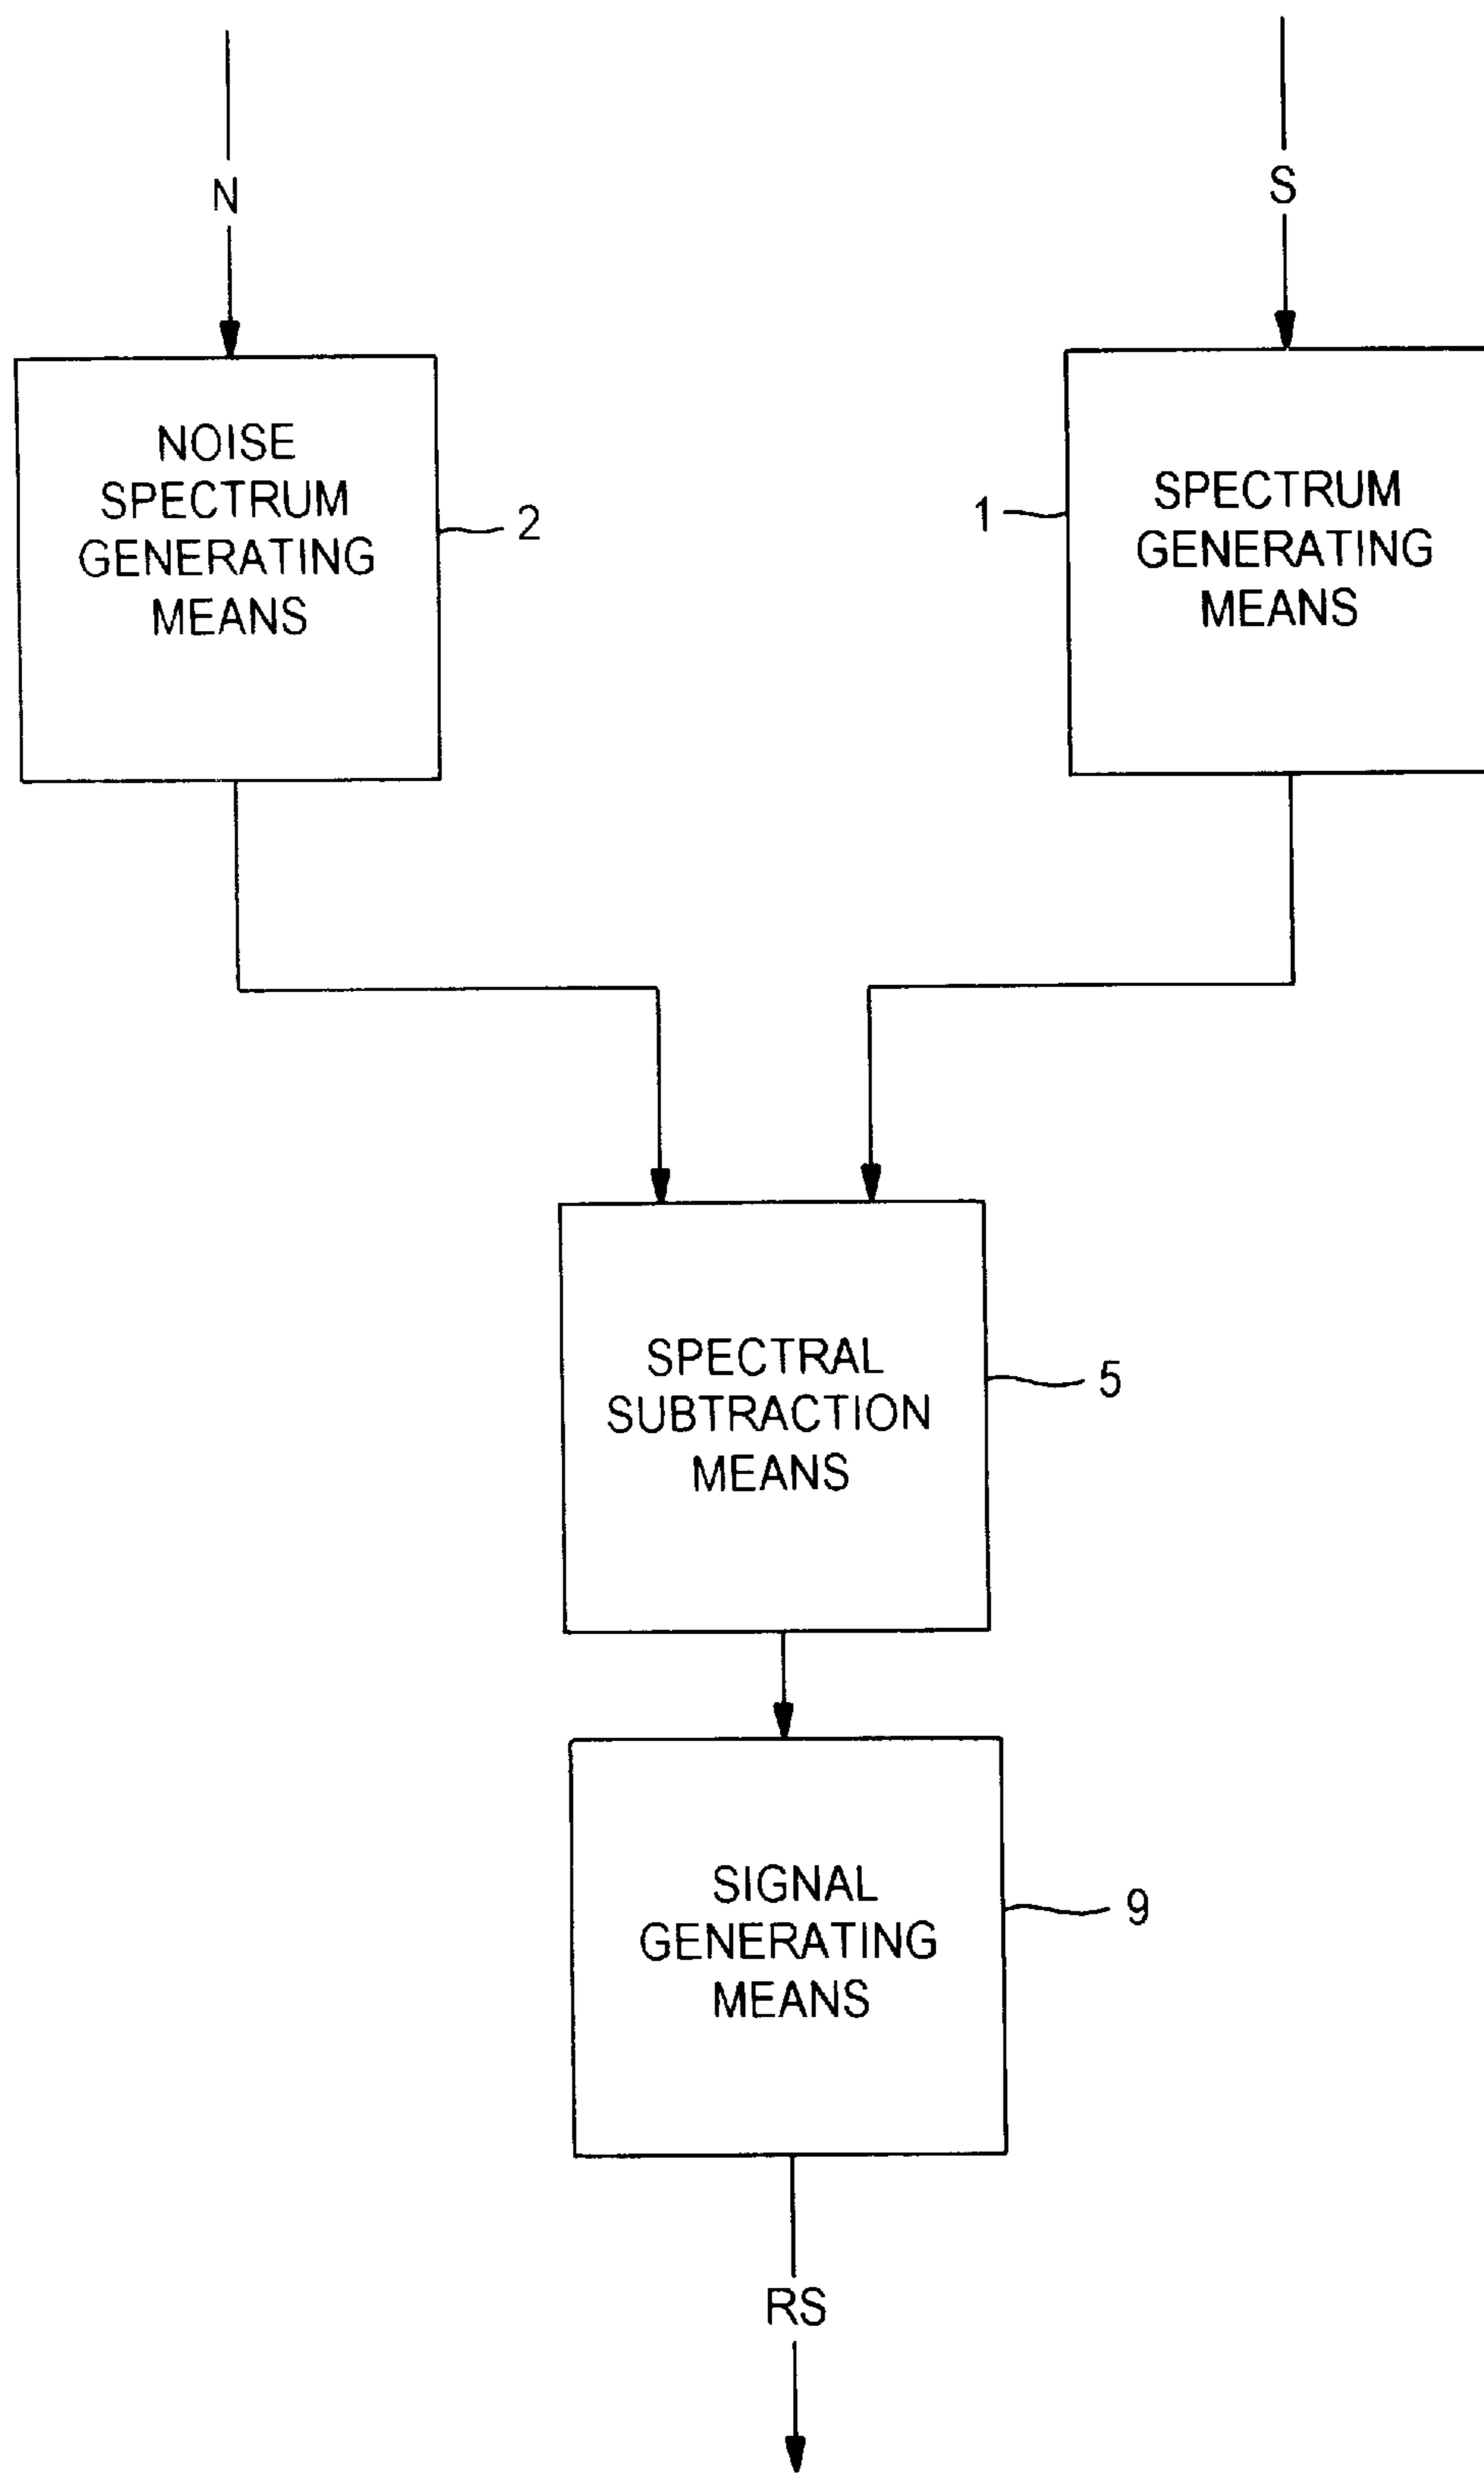 N
S
NOISE
SPECTRUM
GENERATING
MEANS
2
1
SPECTRUM
GENERATING
MEANS
SPECTRAL
SUBTRACTION
MEANS
5
SIGNAL
GENERATING
MEANS
9
RS